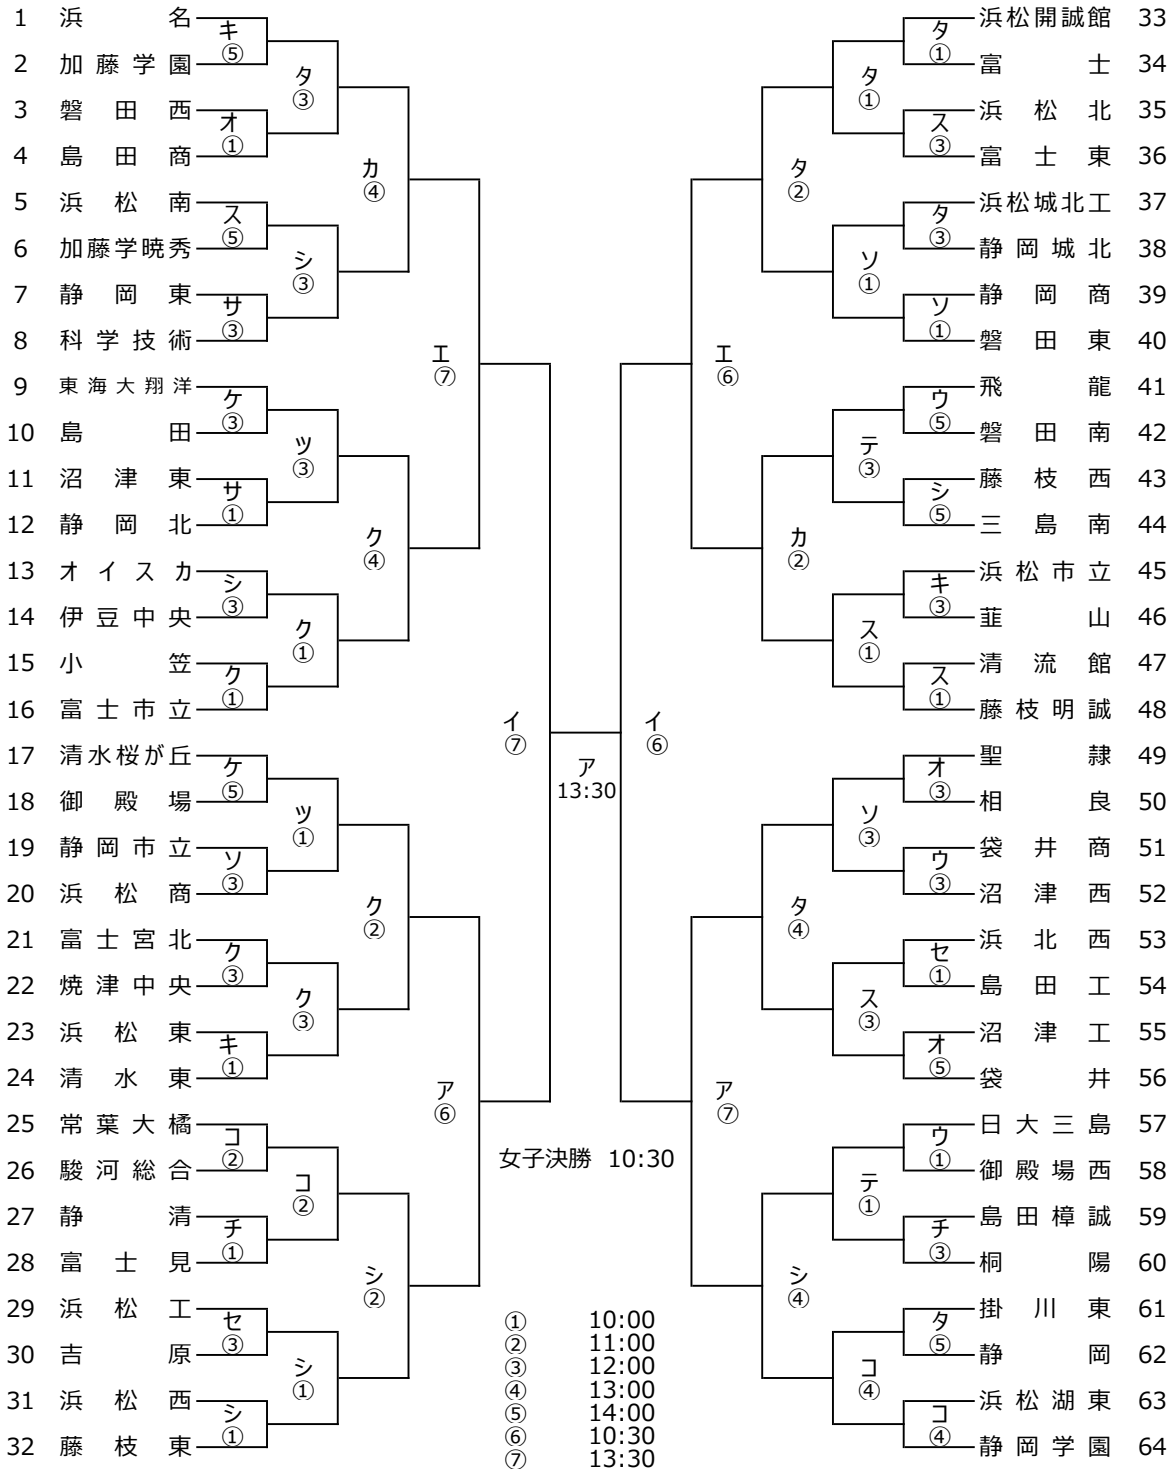 1 浜名
キ
⑤
2 加藤学園
タ
③
3 磐田西
オ
①
4 島田商
カ
④
5 浜松南
ス
⑤
6 加藤学暁秀
シ
③
7 静岡東
サ
③
8 科学技術
エ
⑦
9 東海大翔洋
ケ
③
10 島田
ツ
③
11 沼津東
サ
①
12 静岡北
ク
④
13 オイスカ
シ
③
14 伊豆中央
ク
①
15 小笠
ク
①
16 富士市立
イ
⑦
17 清水桜が丘
ケ
⑤
18 御殿場
ツ
①
19 静岡市立
ソ
③
20 浜松商
ク
②
21 富士宮北
ク
③
22 焼津中央
ク
③
23 浜松東
キ
①
24 清水東
ア
⑥
25 常葉大橘
コ
②
26 駿河総合
コ
②
27 静清
チ
①
28 富士見
シ
②
29 浜松工
セ
③
30 吉原
シ
①
31 浜松西
シ
①
32 藤枝東
ア
13:30
女子決勝 10:30
① 10:00
② 11:00
③ 12:00
④ 13:00
⑤ 14:00
⑥ 10:30
⑦ 13:30
浜松開誠館 33
タ
①
富士 34
タ
①
浜松北 35
ス
③
富士東 36
タ
②
浜松城北工 37
タ
③
静岡城北 38
ソ
①
静岡商 39
ソ
①
磐田東 40
エ
⑥
飛龍 41
ウ
⑤
磐田南 42
テ
③
藤枝西 43
シ
⑤
三島南 44
カ
②
浜松市立 45
キ
③
韮山 46
ス
①
清流館 47
ス
①
藤枝明誠 48
イ
⑥
聖隷 49
オ
③
相良 50
ソ
③
袋井商 51
ウ
③
沼津西 52
タ
④
浜北西 53
セ
①
島田工 54
ス
③
沼津工 55
オ
⑤
袋井 56
ア
⑦
日大三島 57
ウ
①
御殿場西 58
テ
①
島田樟誠 59
チ
③
桐陽 60
シ
④
掛川東 61
タ
⑤
静岡 62
コ
④
浜松湖東 63
コ
④
静岡学園 64